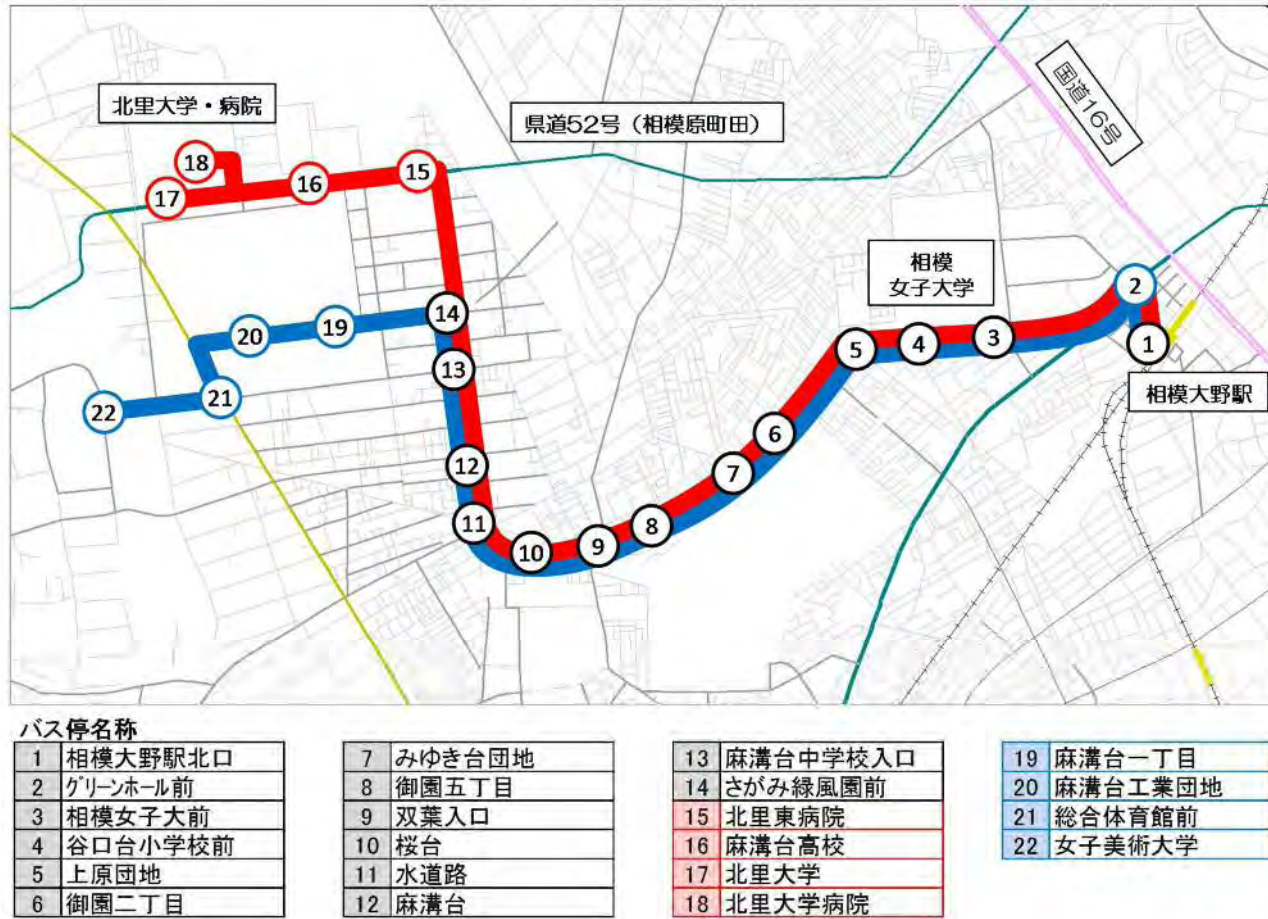 北里大学・病院
県道52号（相模原町田）
国道16号
18
15
16
17
相模
女子大学
2
14
20
19
3
1
4
5
13
相模大野駅
21
22
6
12
7
11
8
9
10
バス停名称
1 相模大野駅北口
2 グリーンホール前
3 相模女子大前
4 谷口台小学校前
5 上原団地
6 御園二丁目
7 みゆき台団地
8 御園五丁目
9 双葉入口
10 桜台
11 水道路
12 麻溝台
13 麻溝台中学校入口
14 さがみ緑風園前
15 北里東病院
16 麻溝台高校
17 北里大学
18 北里大学病院
19 麻溝台一丁目
20 麻溝台工業団地
21 総合体育館前
22 女子美術大学